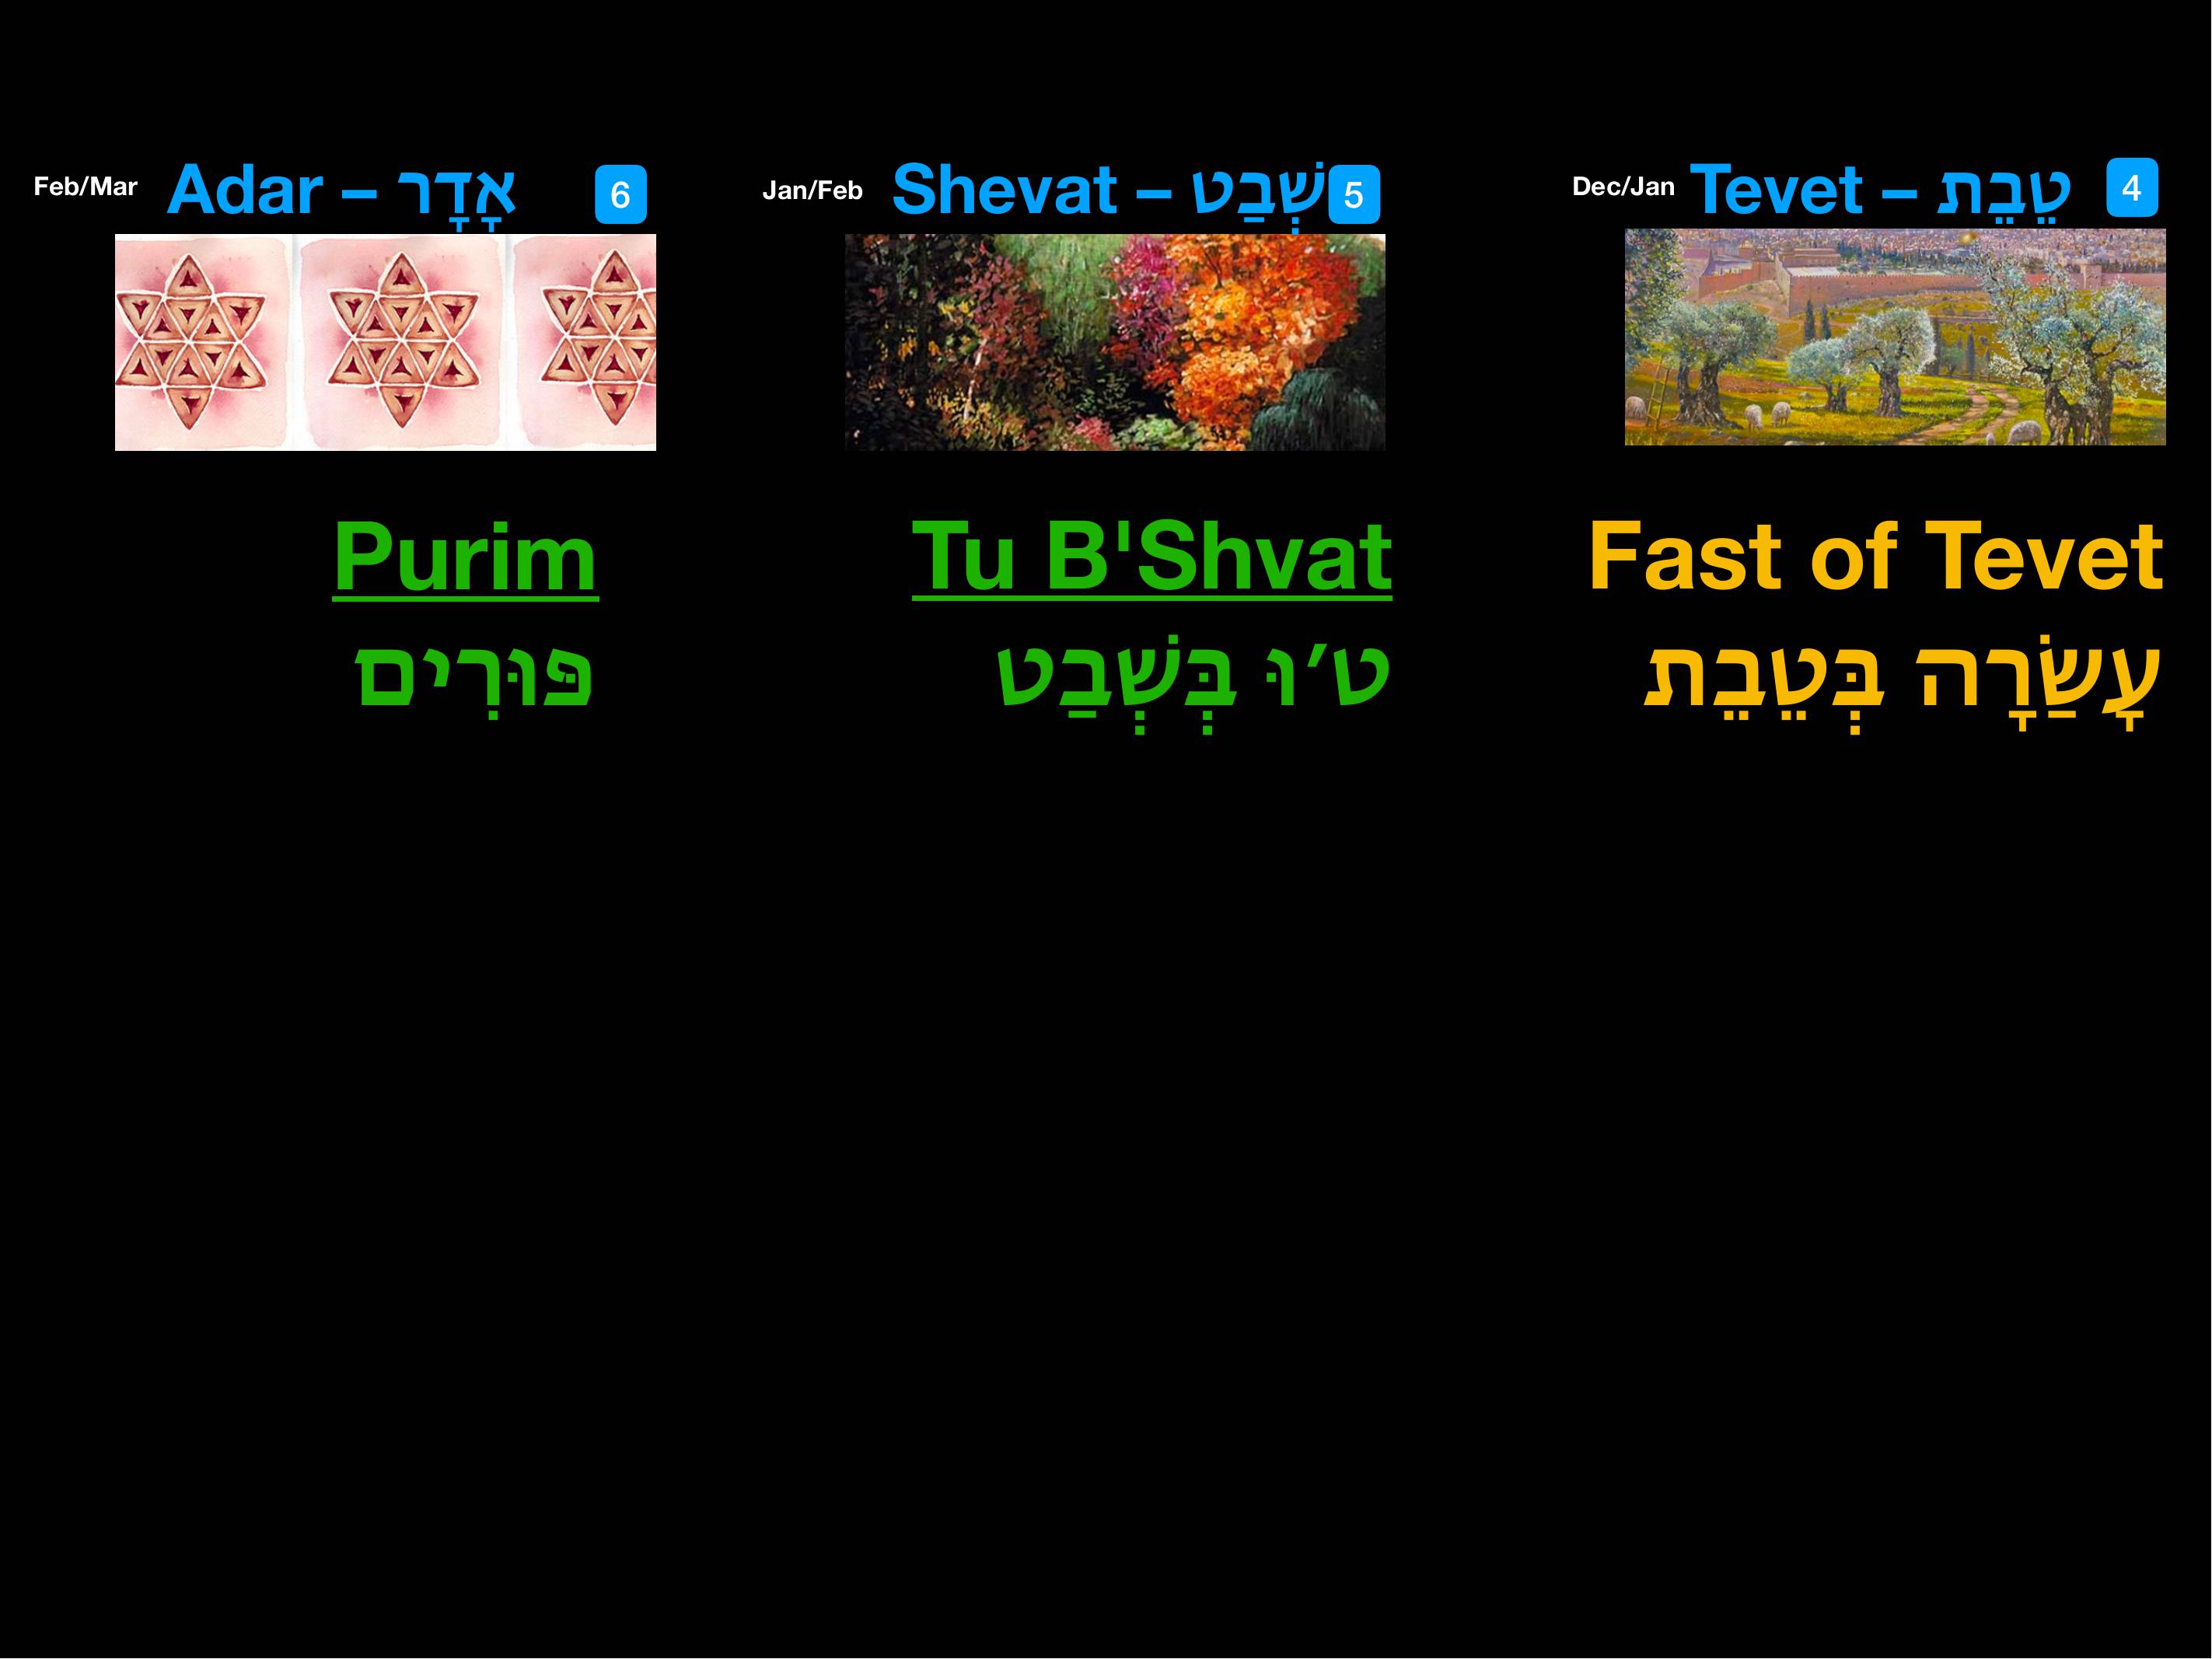 Feb/Mar Adar – אָדָר 6
Jan/Feb Shevat – שְׁבַט 5
Dec/Jan Tevet – טֵבֵת 4
Purim
פּוּרִים
Tu B'Shvat
ט׳וּ בְּשְׁבַט
Fast of Tevet
עָשַׂרָה בְּטֵבֵת